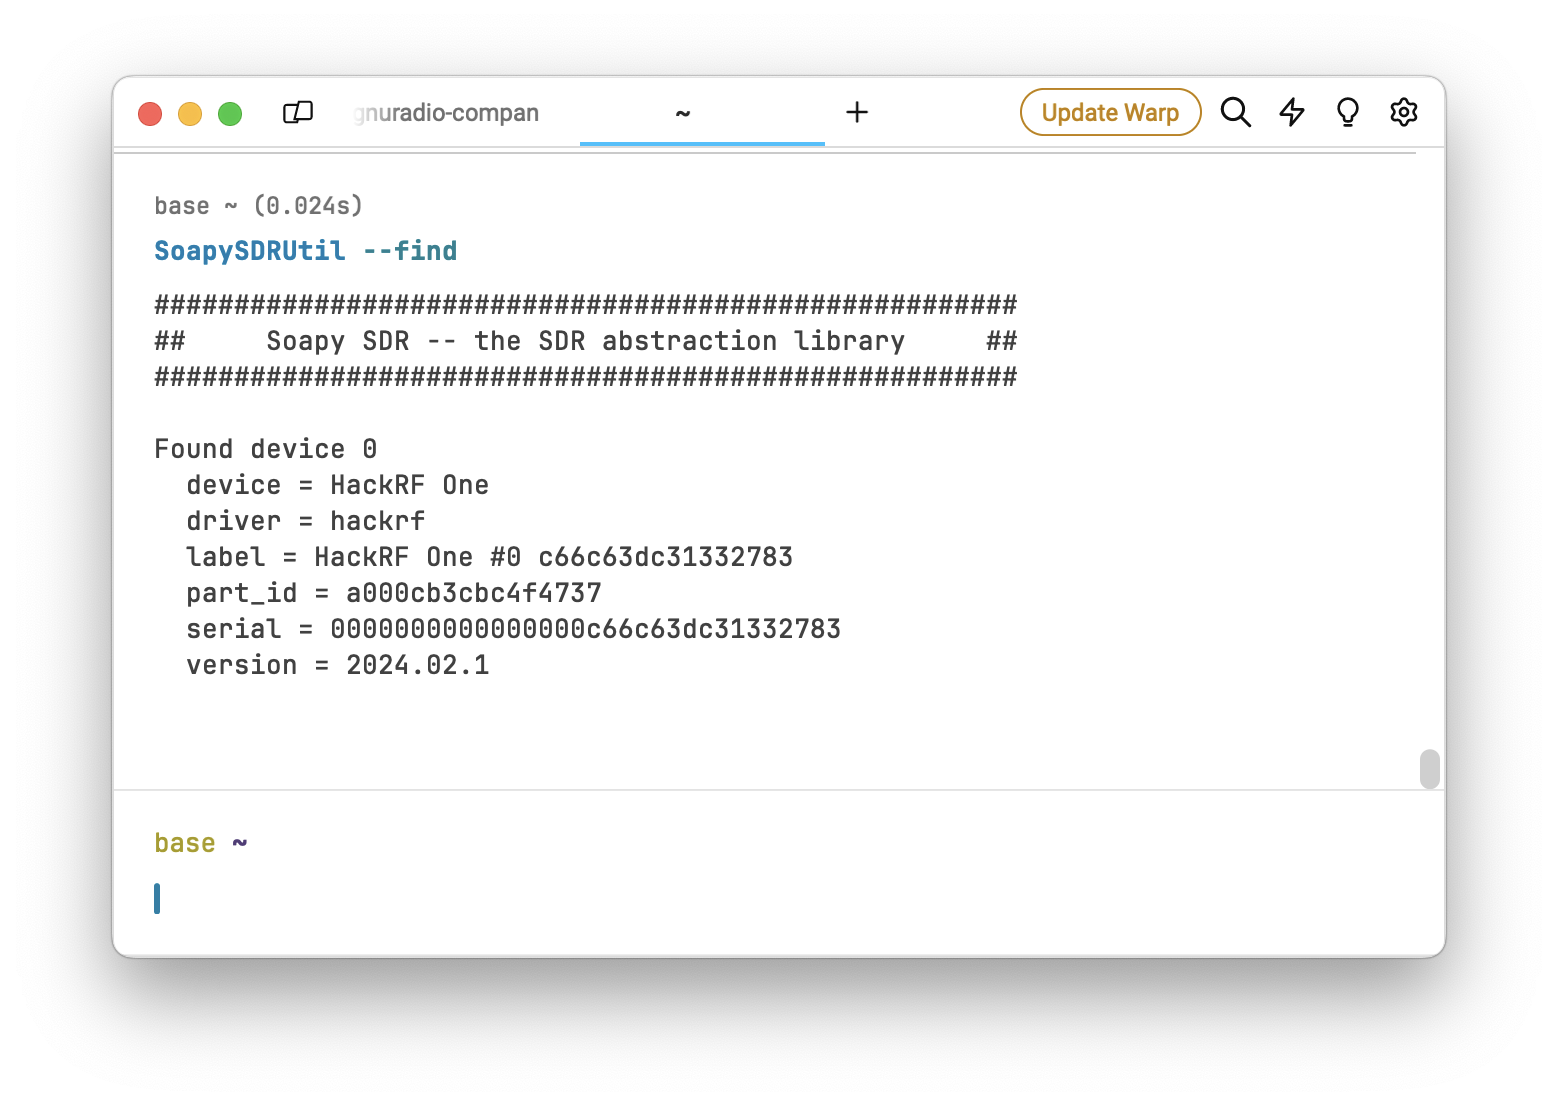 gnuradio-compan
~
+
Update Warp
base ~ (0.024s)
SoapySDRUtil --find
######################################################
##     Soapy SDR -- the SDR abstraction library     ##
######################################################
Found device 0
  device = HackRF One
  driver = hackrf
  label = HackRF One #0 c66c63dc31332783
  part_id = a000cb3cbc4f4737
  serial = 0000000000000000c66c63dc31332783
  version = 2024.02.1
base ~